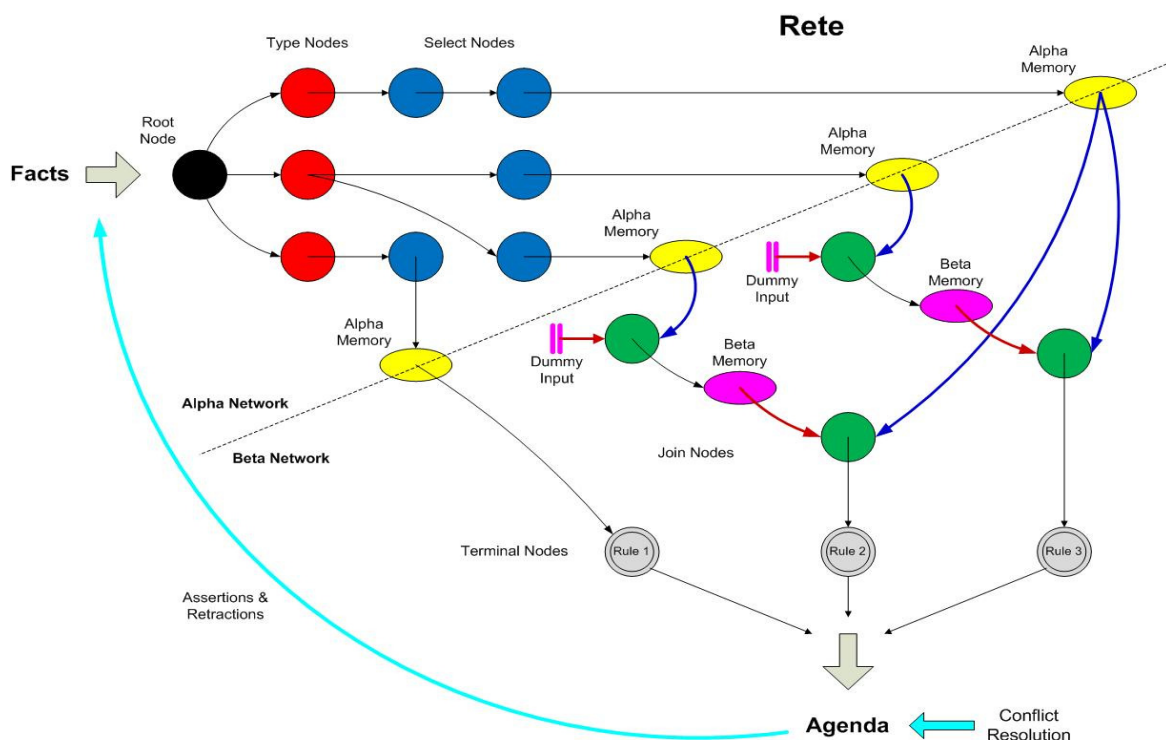 Rete
Type Nodes
Select Nodes
Alpha
Memory
Root
Node
Alpha
Memory
Facts
Alpha
Memory
Dummy
Input
Beta
Memory
Alpha
Memory
Dummy
Input
Beta
Memory
Alpha Network
Beta Network
Join Nodes
Terminal Nodes
Rule 1
Rule 2
Rule 3
Assertions &
Retractions
Agenda
Conflict
Resolution